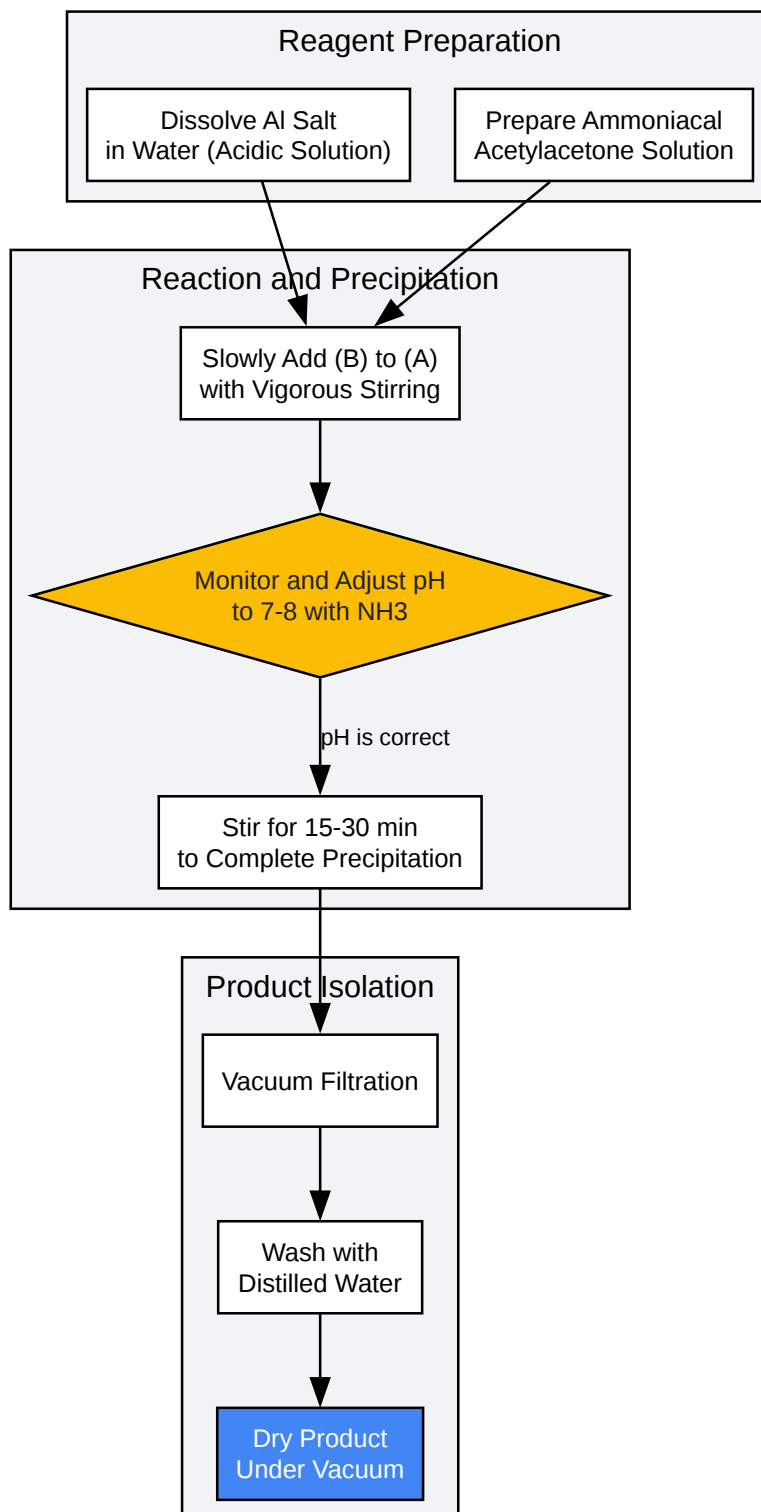 Reagent Preparation
Dissolve Al Salt
in Water (Acidic Solution)
Prepare Ammoniacal
Acetylacetone Solution
Reaction and Precipitation
Slowly Add (B) to (A)
with Vigorous Stirring
Monitor and Adjust pH
to 7-8 with NH3
pH is correct
Stir for 15-30 min
to Complete Precipitation
Product Isolation
Vacuum Filtration
Wash with
Distilled Water
Dry Product
Under Vacuum